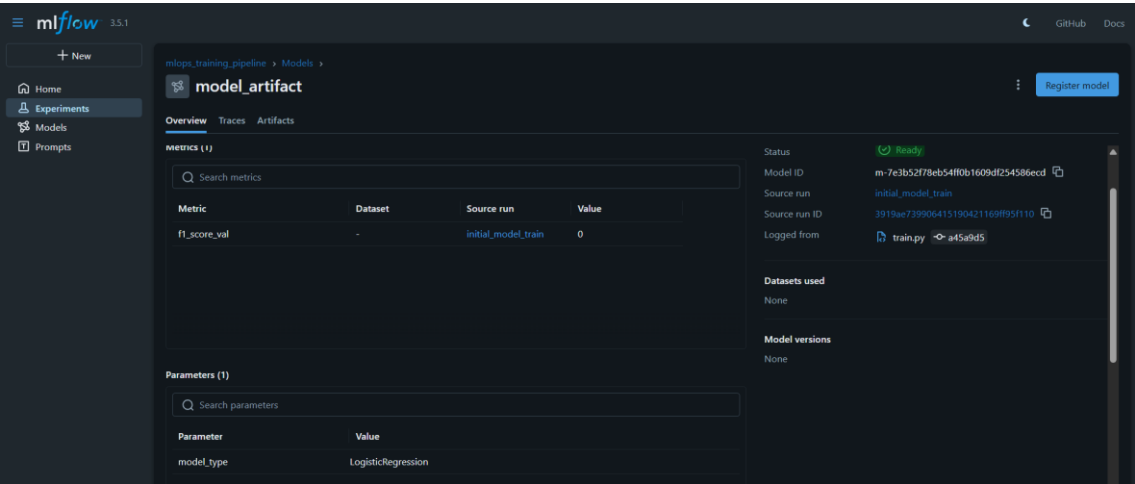 mlflow 3.5.1
GitHub Docs
+ New
Home
Experiments
Models
Prompts
mlops_training_pipeline › Models ›
model_artifact
Register model
Overview Traces Artifacts
Metrics (1)
Search metrics
Metric Dataset Source run Value
f1_score_val - initial_model_train 0
Parameters (1)
Search parameters
Parameter Value
model_type LogisticRegression
Status Ready
Model ID m-7e3b52f78eb54ff0b1609df254586ecd
Source run initial_model_train
Source run ID 3919ae739906415190421169ff95f110
Logged from train.py a45a9d5
Datasets used
None
Model versions
None